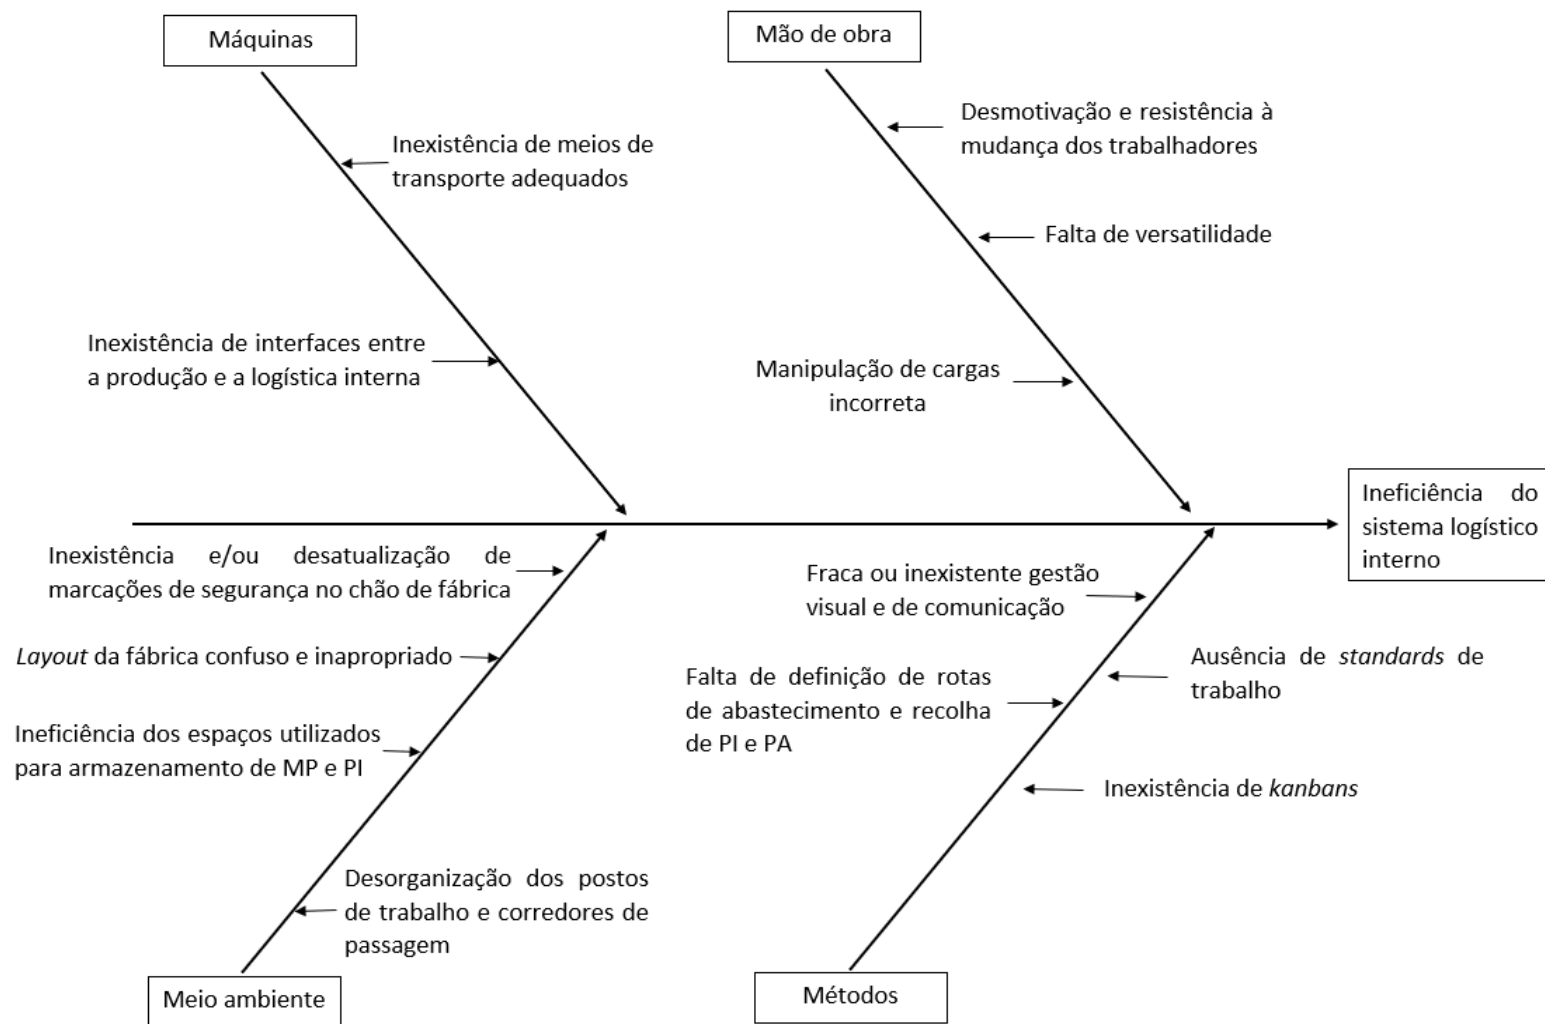 Máquinas
Mão de obra
Desmotivação e resistência à
mudança dos trabalhadores
Inexistência de meios de
transporte adequados
Falta de versatilidade
Inexistência de interfaces entre
a produção e a logística interna
Manipulação de cargas
incorreta
Ineficiência do
sistema logístico
interno
Inexistência e/ou desatualização de
marcações de segurança no chão de fábrica
Fraca ou inexistente gestão
visual e de comunicação
Layout da fábrica confuso e inapropriado
Ausência de standards de
trabalho
Falta de definição de rotas
de abastecimento e recolha
de PI e PA
Ineficiência dos espaços utilizados
para armazenamento de MP e PI
Inexistência de kanbans
Desorganização dos postos
de trabalho e corredores de
passagem
Meio ambiente
Métodos